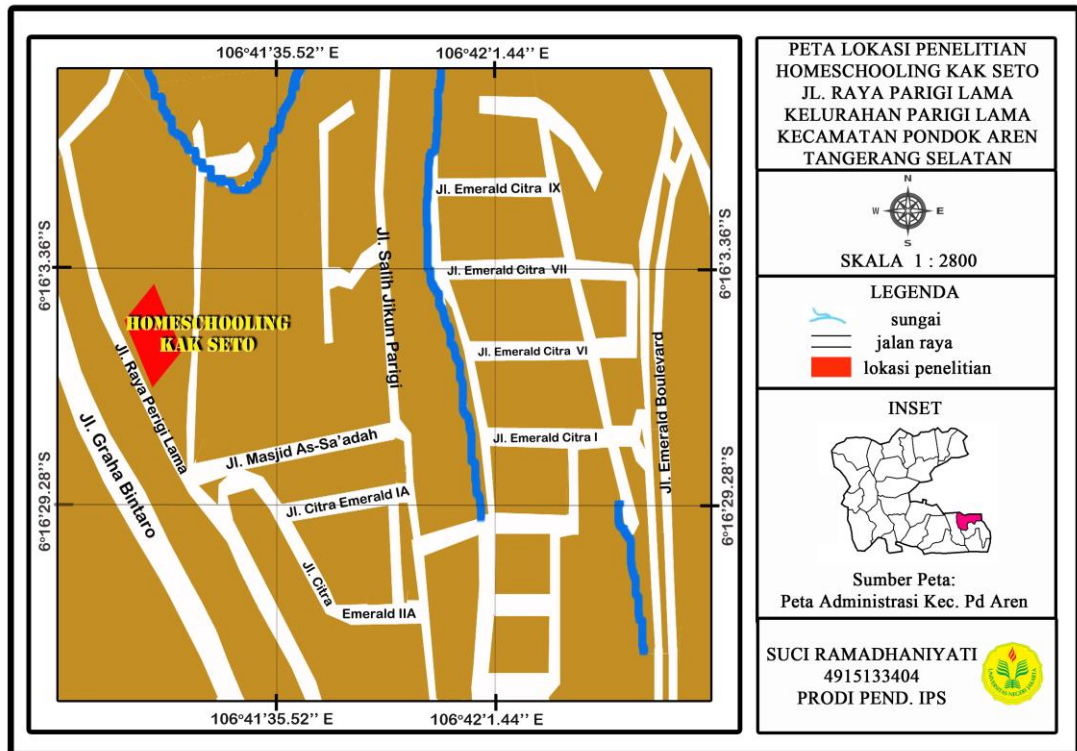 106°41'35.52'' E
106°42'1.44'' E
6°16'3.36''S
6°16'3.36''S
6°16'29.28''S
6°16'29.28''S
106°41'35.52'' E
106°42'1.44'' E
Jl. Emerald Citra IX
Jl. Salih Jikun Parigi
Jl. Emerald Citra VII
HOMESCHOOLING
KAK SETO
Jl. Raya Perigi Lama
Jl. Emerald Citra VI
Jl. Emerald Boulevard
Jl. Graha Bintaro
Jl. Masjid As-Sa'adah
Jl. Emerald Citra I
Jl. Citra Emerald IA
Jl. Citra
Emerald IIA
PETA LOKASI PENELITIAN
HOMESCHOOLING KAK SETO
JL. RAYA PARIGI LAMA
KELURAHAN PARIGI LAMA
KECAMATAN PONDOK AREN
TANGERANG SELATAN
N
W E
S
SKALA 1 : 2800
LEGENDA
sungai
jalan raya
lokasi penelitian
INSET
Sumber Peta:
Peta Administrasi Kec. Pd Aren
SUCI RAMADHANIYATI
4915133404
PRODI PEND. IPS
UNIVERSITAS NEGERI JAKARTA